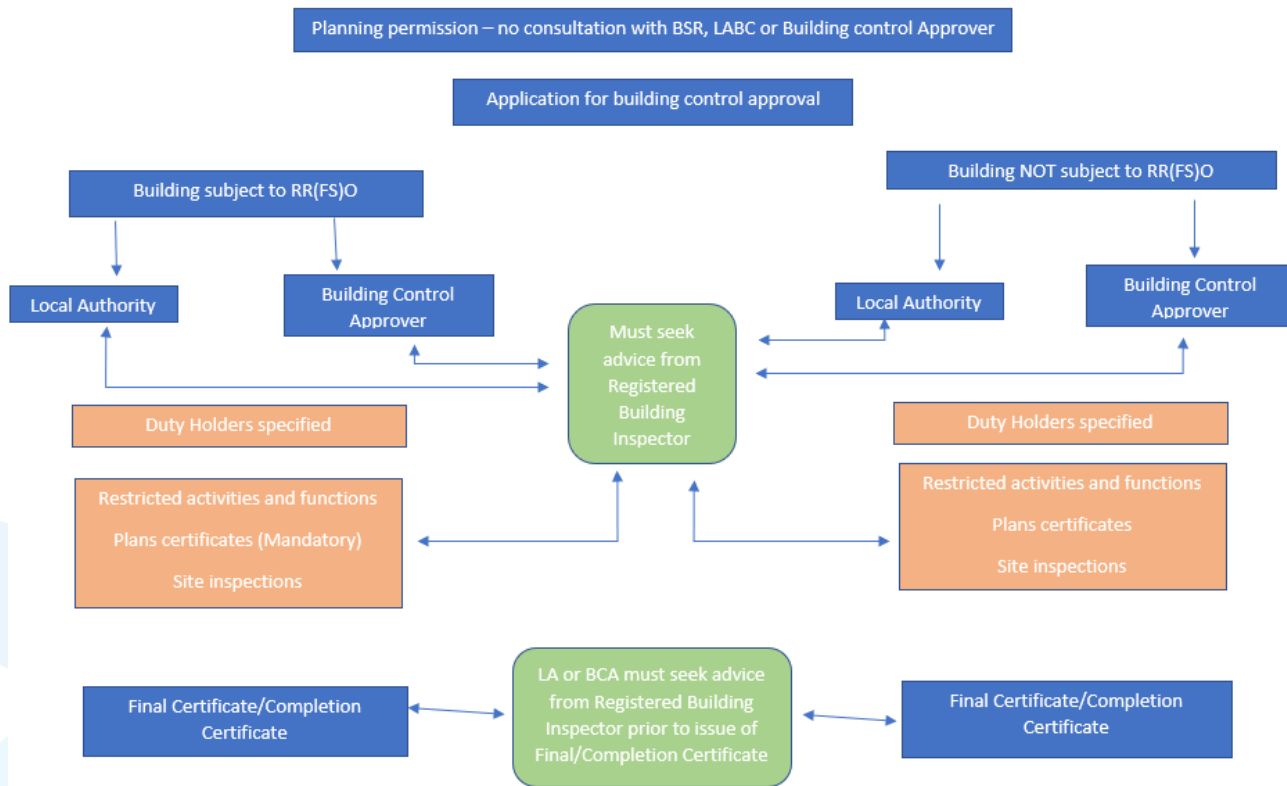 Planning permission – no consultation with BSR, LABC or Building control Approver
Application for building control approval
Building subject to RR(FS)O
Building NOT subject to RR(FS)O
Local Authority
Building Control
Approver
Local Authority
Building Control
Approver
Must seek
advice from
Registered
Building
Inspector
Duty Holders specified
Duty Holders specified
Restricted activities and functions
Plans certificates (Mandatory)
Site inspections
Restricted activities and functions
Plans certificates
Site inspections
Final Certificate/Completion
Certificate
LA or BCA must seek advice
from Registered Building
Inspector prior to issue of
Final/Completion Certificate
Final Certificate/Completion
Certificate